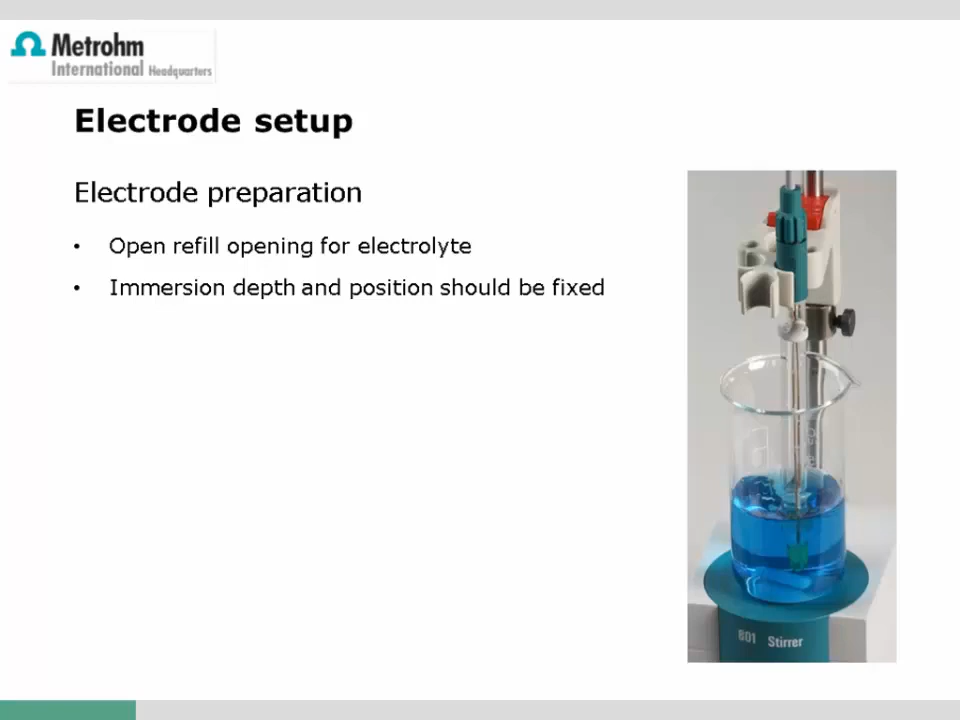 Metrohm
International Headquarters
Electrode setup
Electrode preparation
• Open refill opening for electrolyte
• Immersion depth and position should be fixed
801 Stirrer